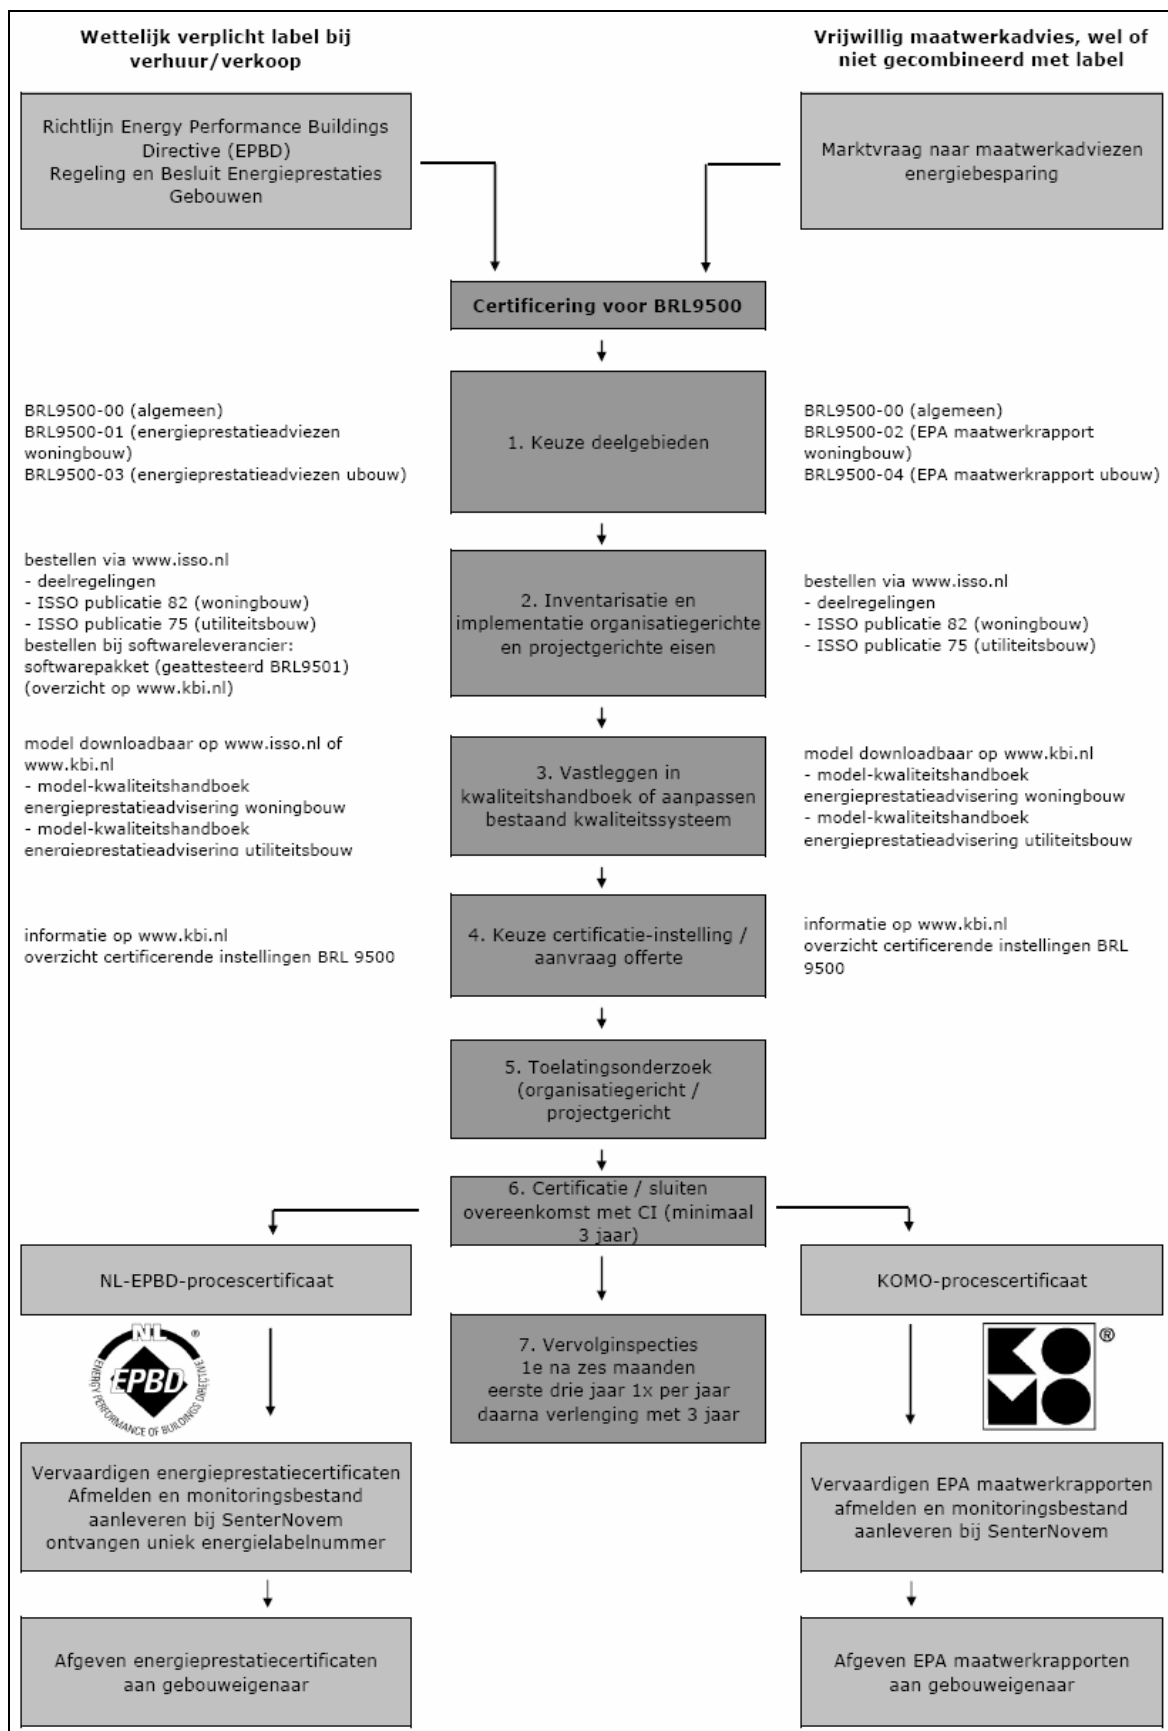 Wettelijk verplicht label bij
verhuur/verkoop
Vrijwillig maatwerkadvies, wel of
niet gecombineerd met label
Richtlijn Energy Performance Buildings
Directive (EPBD)
Regeling en Besluit Energieprestaties
Gebouwen
Marktvraag naar maatwerkadviezen
energiebesparing
Certificering voor BRL9500
BRL9500-00 (algemeen)
BRL9500-01 (energieprestatieadviezen
woningbouw)
BRL9500-03 (energieprestatieadviezen ubouw)
1. Keuze deelgebieden
BRL9500-00 (algemeen)
BRL9500-02 (EPA maatwerkrapport
woningbouw)
BRL9500-04 (EPA maatwerkrapport ubouw)
bestellen via www.isso.nl
- deelregelingen
- ISSO publicatie 82 (woningbouw)
- ISSO publicatie 75 (utiliteitsbouw)
bestellen bij softwareleverancier:
softwarepakket (geattesteerd BRL9501)
(overzicht op www.kbi.nl)
2. Inventarisatie en
implementatie organisatiegerichte
en projectgerichte eisen
bestellen via www.isso.nl
- deelregelingen
- ISSO publicatie 82 (woningbouw)
- ISSO publicatie 75 (utiliteitsbouw)
model downloadbaar op www.isso.nl of
www.kbi.nl
- model-kwaliteitshandboek
energieprestatieadvisering woningbouw
- model-kwaliteitshandboek
energieprestatieadvisering utiliteitsbouw
3. Vastleggen in
kwaliteitshandboek of aanpassen
bestaand kwaliteitssysteem
model downloadbaar op www.kbi.nl
- model-kwaliteitshandboek
energieprestatieadvisering woningbouw
- model-kwaliteitshandboek
energieprestatieadvisering utiliteitsbouw
informatie op www.kbi.nl
overzicht certificerende instellingen BRL 9500
4. Keuze certificatie-instelling /
aanvraag offerte
informatie op www.kbi.nl
overzicht certificerende instellingen BRL
9500
5. Toelatingsonderzoek
(organisatiegericht /
projectgericht
6. Certificatie / sluiten
overeenkomst met CI (minimaal
3 jaar)
NL-EPBD-procescertificaat
KOMO-procescertificaat
NL ®
EPBD
ENERGY PERFORMANCE OF BUILDINGS DIRECTIVE
7. Vervolginspecties
1e na zes maanden
eerste drie jaar 1x per jaar
daarna verlenging met 3 jaar
KOMO ®
Vervaardigen energieprestatiecertificaten
Afmelden en monitoringsbestand
aanleveren bij SenterNovem
ontvangen uniek energielabelnummer
Vervaardigen EPA maatwerkrapporten
afmelden en monitoringsbestand
aanleveren bij SenterNovem
Afgeven energieprestatiecertificaten
aan gebouweigenaar
Afgeven EPA maatwerkrapporten
aan gebouweigenaar